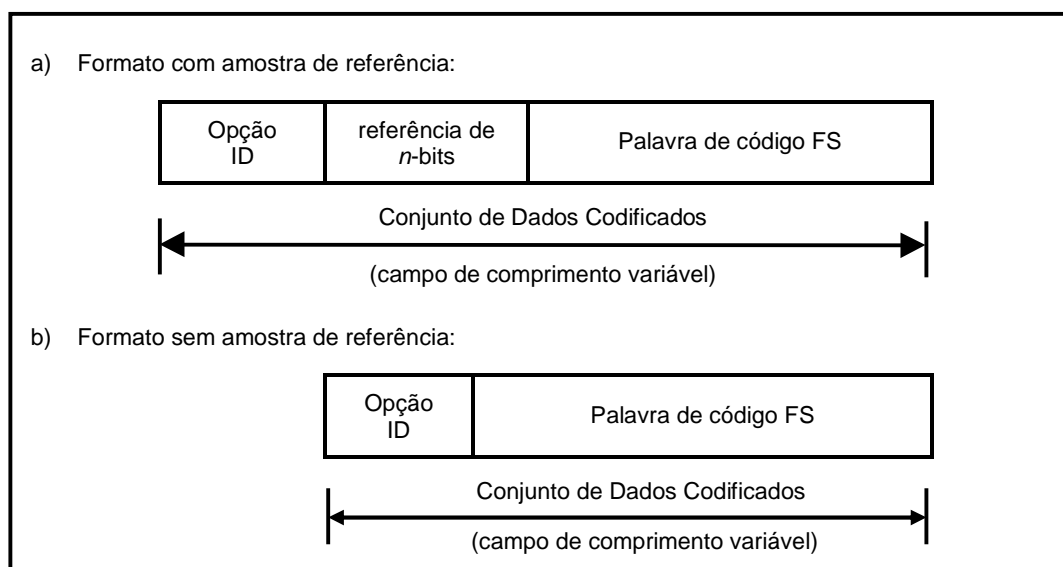 a) Formato com amostra de referência:
Opção
ID
referência de
n-bits
Palavra de código FS
Conjunto de Dados Codificados
(campo de comprimento variável)
b) Formato sem amostra de referência:
Opção
ID
Palavra de código FS
Conjunto de Dados Codificados
(campo de comprimento variável)